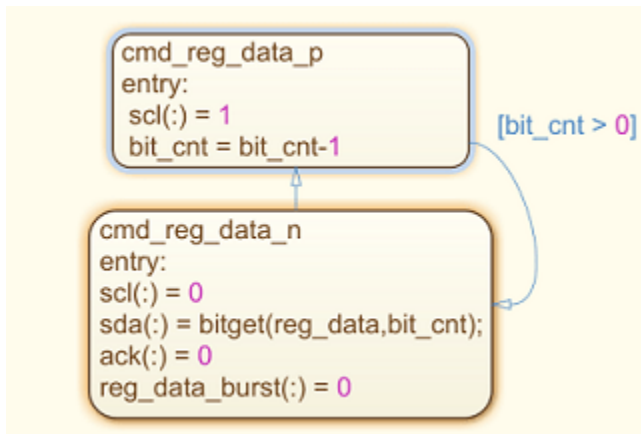 cmd_reg_data_p
entry:
scl(:) = 1
bit_cnt = bit_cnt-1
[bit_cnt > 0]
cmd_reg_data_n
entry:
scl(:) = 0
sda(:) = bitget(reg_data,bit_cnt);
ack(:) = 0
reg_data_burst(:) = 0